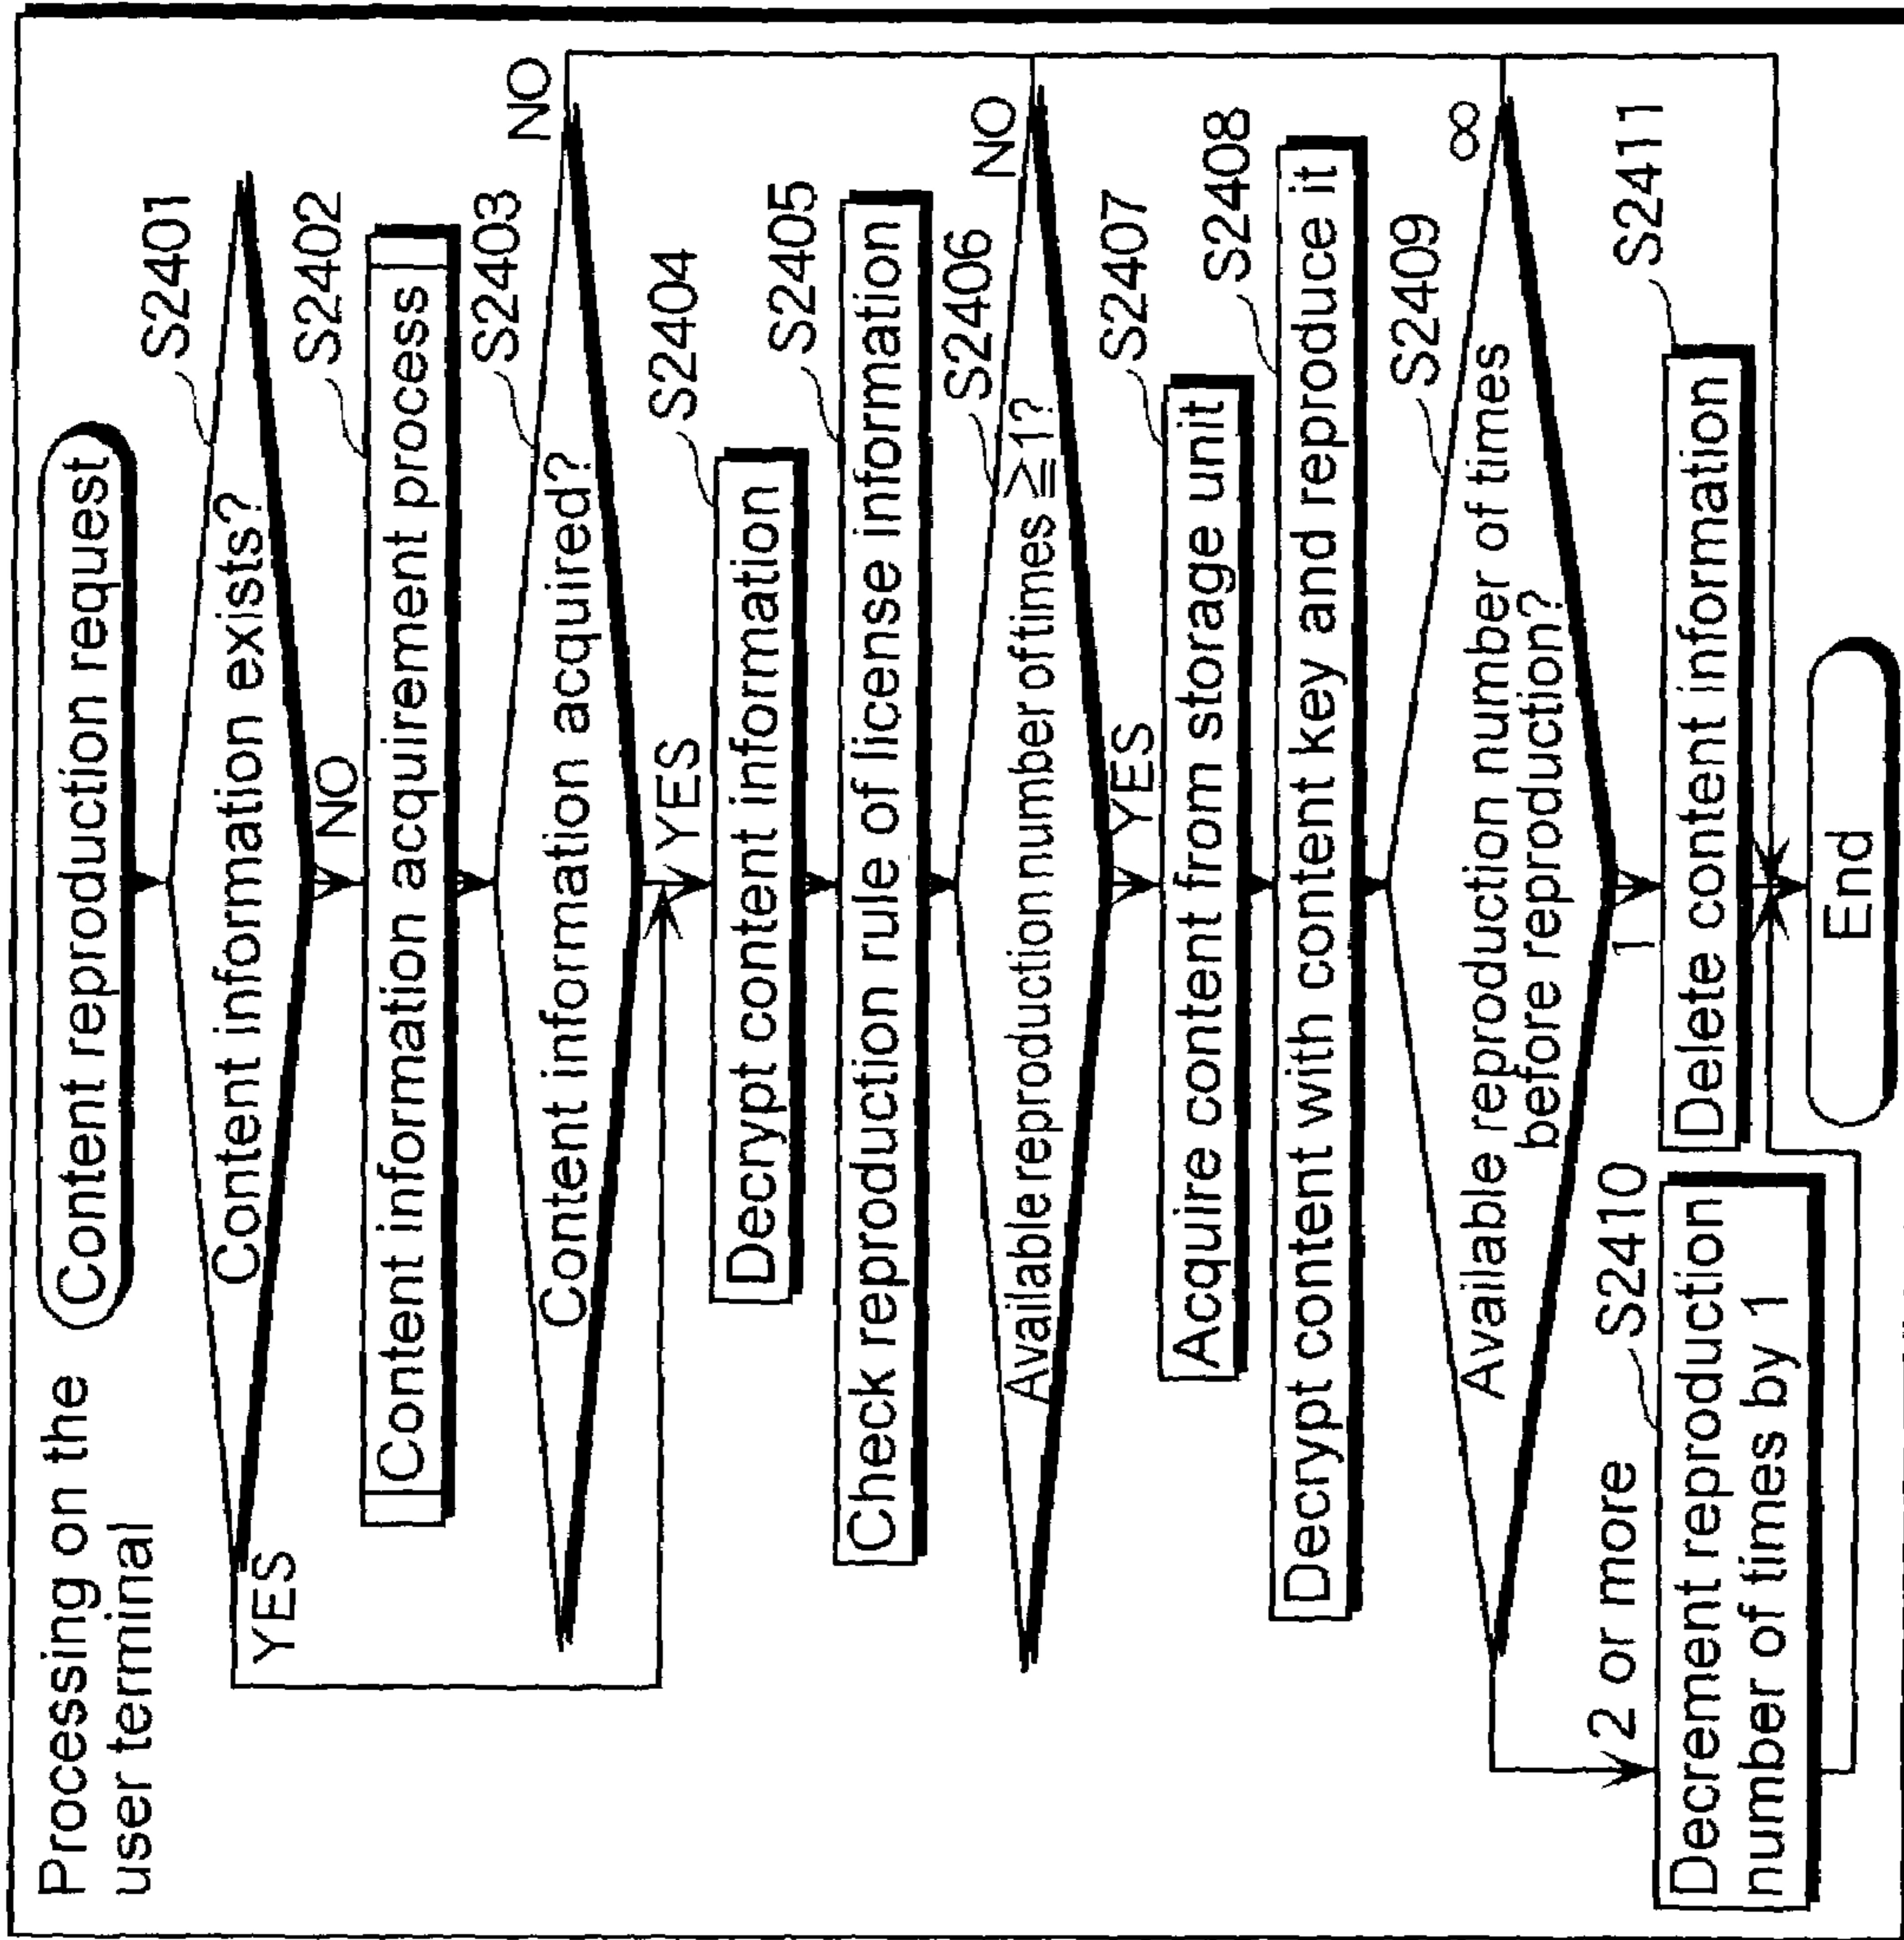 Processing on the
user terminal
Content reproduction request
S2401
Content information exists?
YES
NO
S2402
Content information acquirement process
S2403
Content information acquired?
NO
YES
S2404
Decrypt content information
S2405
Check reproduction rule of license information
S2406
Available reproduction number of times ≧1?
NO
YES
S2407
Acquire content from storage unit
S2408
Decrypt content with content key and reproduce it
S2409
Available reproduction number of times
before reproduction?
∞
2 or more
1
S2410
Decrement reproduction
number of times by 1
S2411
Delete content information
End